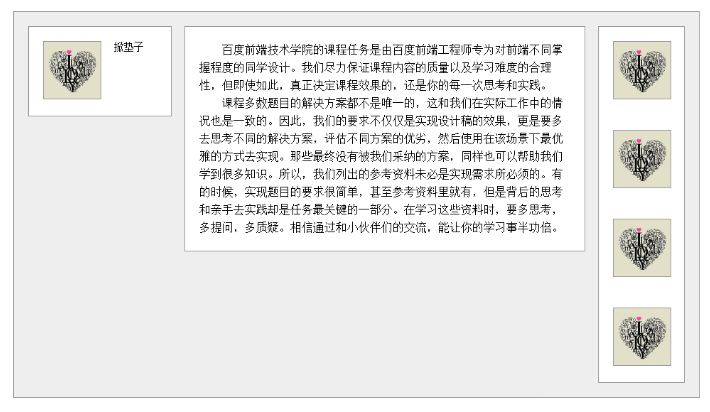 掀垫子
百度前端技术学院的课程任务是由百度前端工程师专为对前端不同掌
握程度的同学设计。我们尽力保证课程内容的质量以及学习难度的合理
性，但即使如此，真正决定课程效果的，还是你的每一次思考和实践。
课程多数题目的解决方案都不是唯一的，这和我们在实际工作中的情
况也是一致的。因此，我们的要求不仅仅是实现设计稿的效果，更是要多
去思考不同的解决方案，评估不同方案的优劣，然后使用在该场景下最优
雅的方式去实现。那些最终没有被我们采纳的方案，同样也可以帮助我们
学到很多知识。所以，我们列出的参考资料未必是实现需求所必须的。有
的时候，实现题目的要求很简单，甚至参考资料里就有，但是背后的思考
和亲手去实践却是任务最关键的一部分。在学习这些资料时，要多思考，
多提问，多质疑。相信通过和小伙伴们的交流，能让你的学习事半功倍。